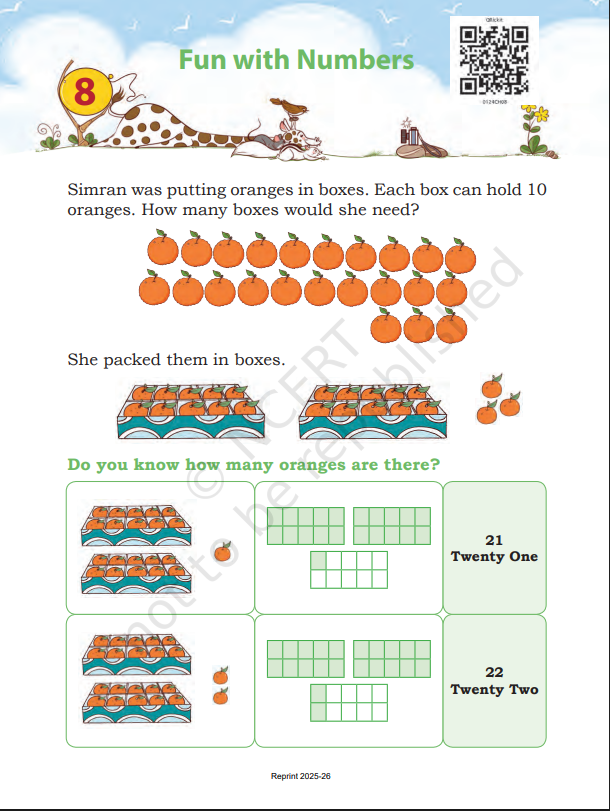 QRickit
Fun with Numbers
0124CH08
8
Simran was putting oranges in boxes. Each box can hold 10
oranges. How many boxes would she need?
She packed them in boxes.
Do you know how many oranges are there?
21
Twenty One
22
Twenty Two
© NCERT
not to be republished
Reprint 2025-26